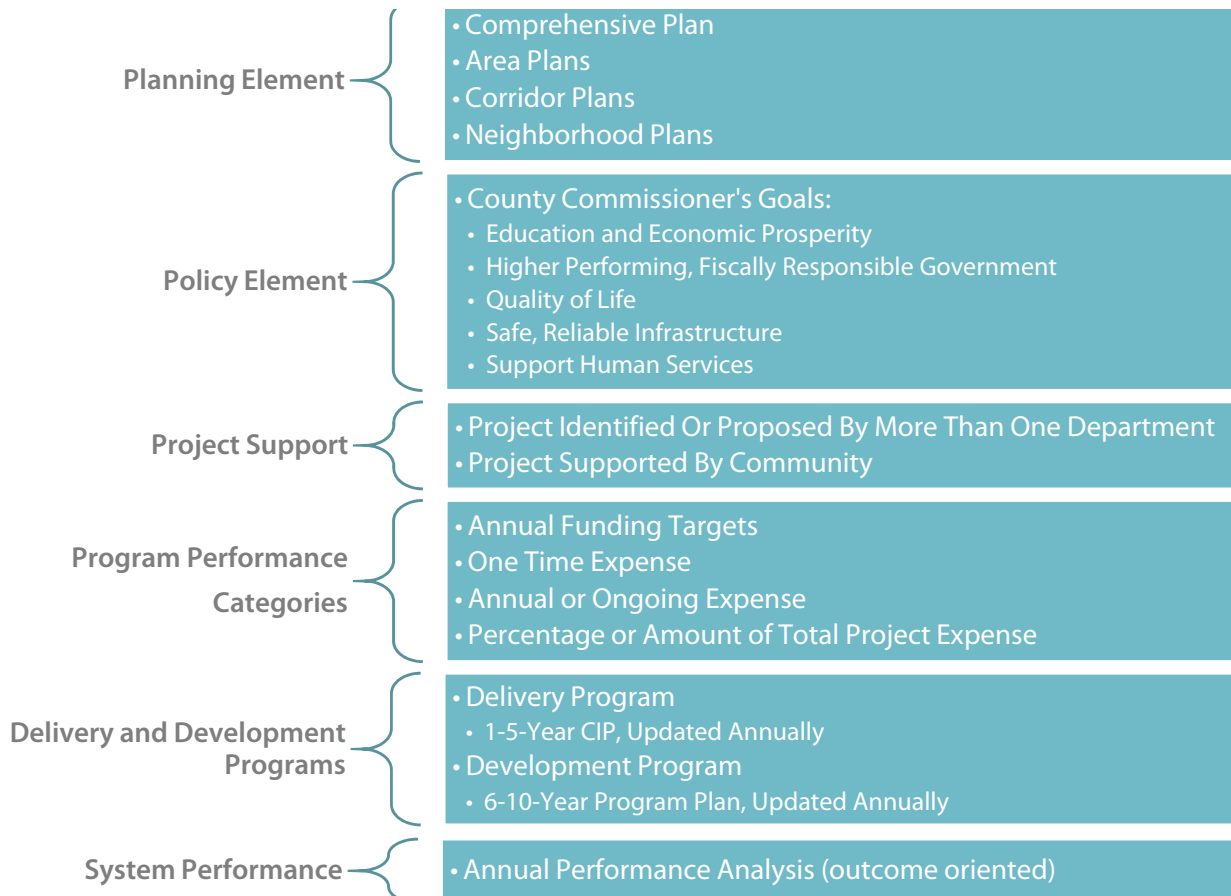 Planning Element
• Comprehensive Plan
• Area Plans
• Corridor Plans
• Neighborhood Plans
Policy Element
• County Commissioner's Goals:
• Education and Economic Prosperity
• Higher Performing, Fiscally Responsible Government
• Quality of Life
• Safe, Reliable Infrastructure
• Support Human Services
Project Support
• Project Identified Or Proposed By More Than One Department
• Project Supported By Community
Program Performance
Categories
• Annual Funding Targets
• One Time Expense
• Annual or Ongoing Expense
• Percentage or Amount of Total Project Expense
Delivery and Development
Programs
• Delivery Program
• 1-5-Year CIP, Updated Annually
• Development Program
• 6-10-Year Program Plan, Updated Annually
System Performance
• Annual Performance Analysis (outcome oriented)